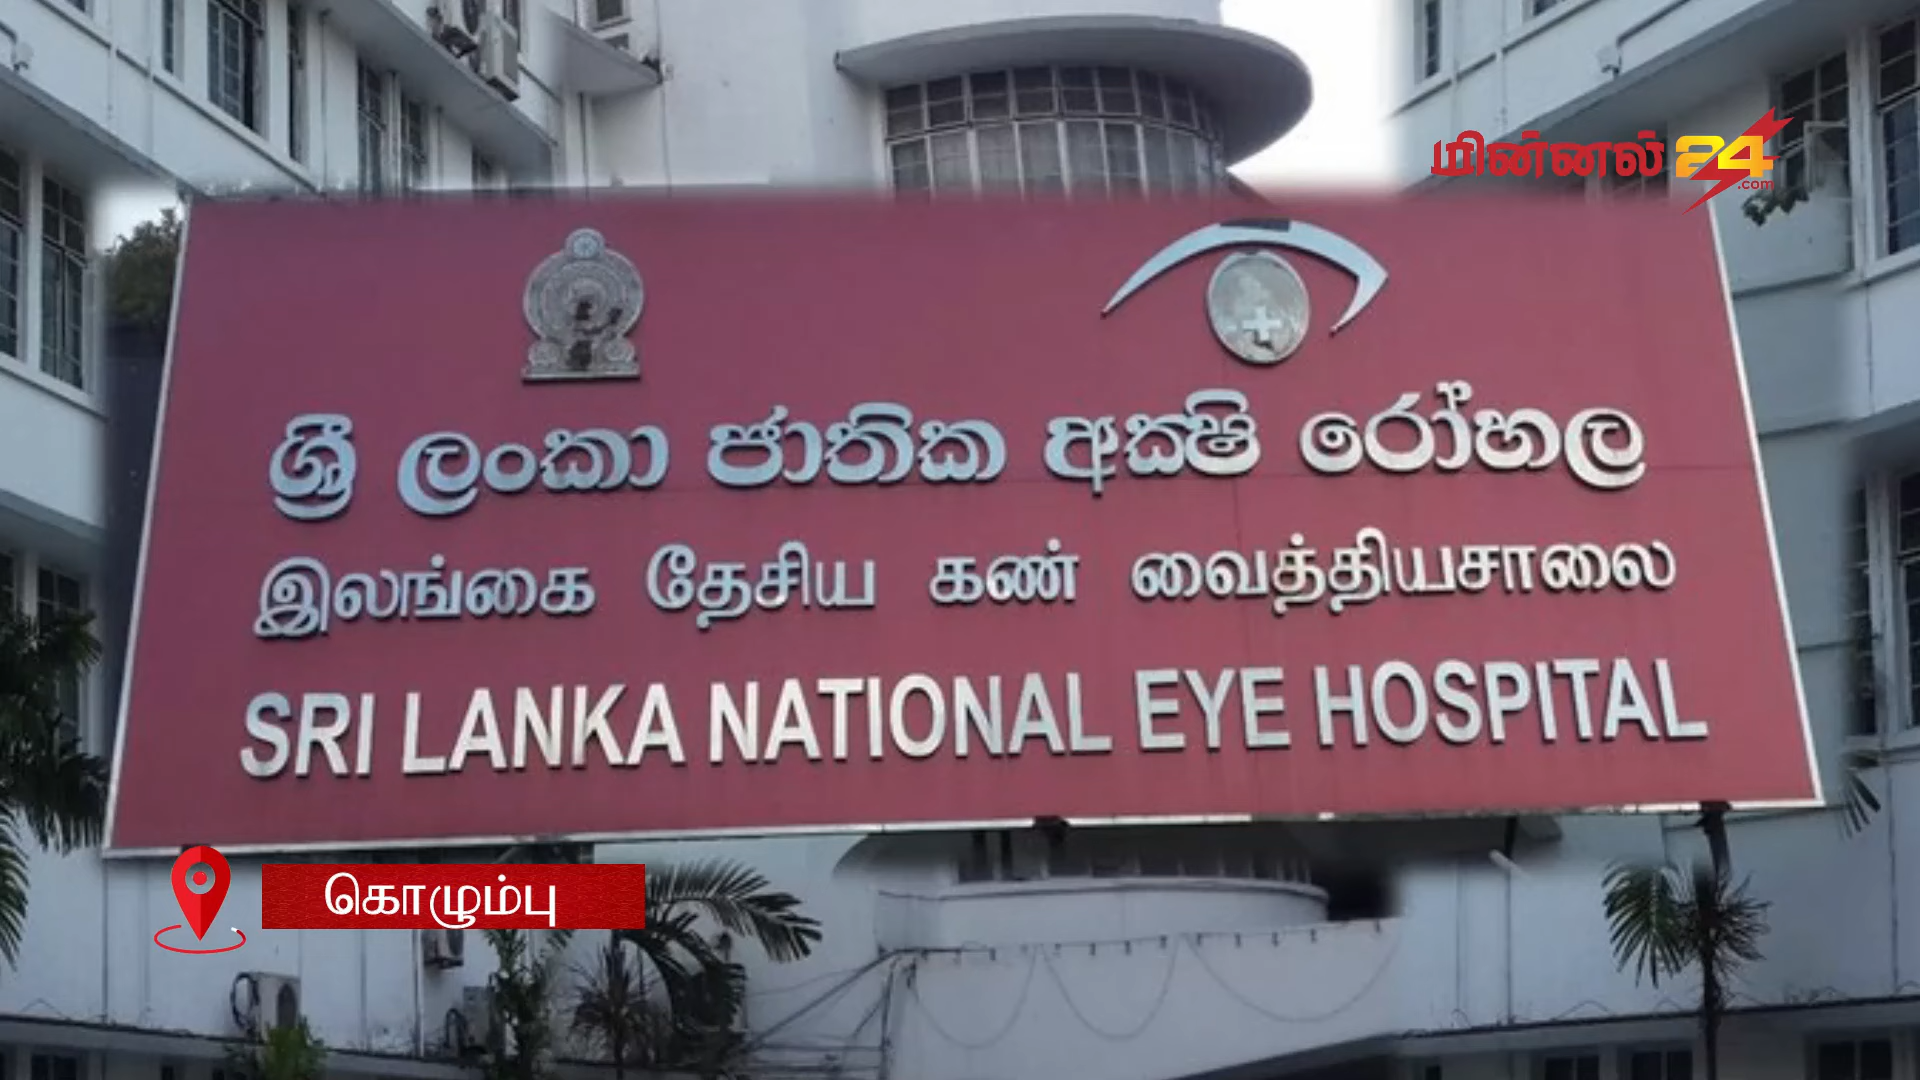 மின்னல் 24
.com
ශ්‍රී ලංකා ජාතික අක්ෂි රෝහල
இலங்கை தேசிய கண் வைத்தியசாலை
SRI LANKA NATIONAL EYE HOSPITAL
கொழும்பு